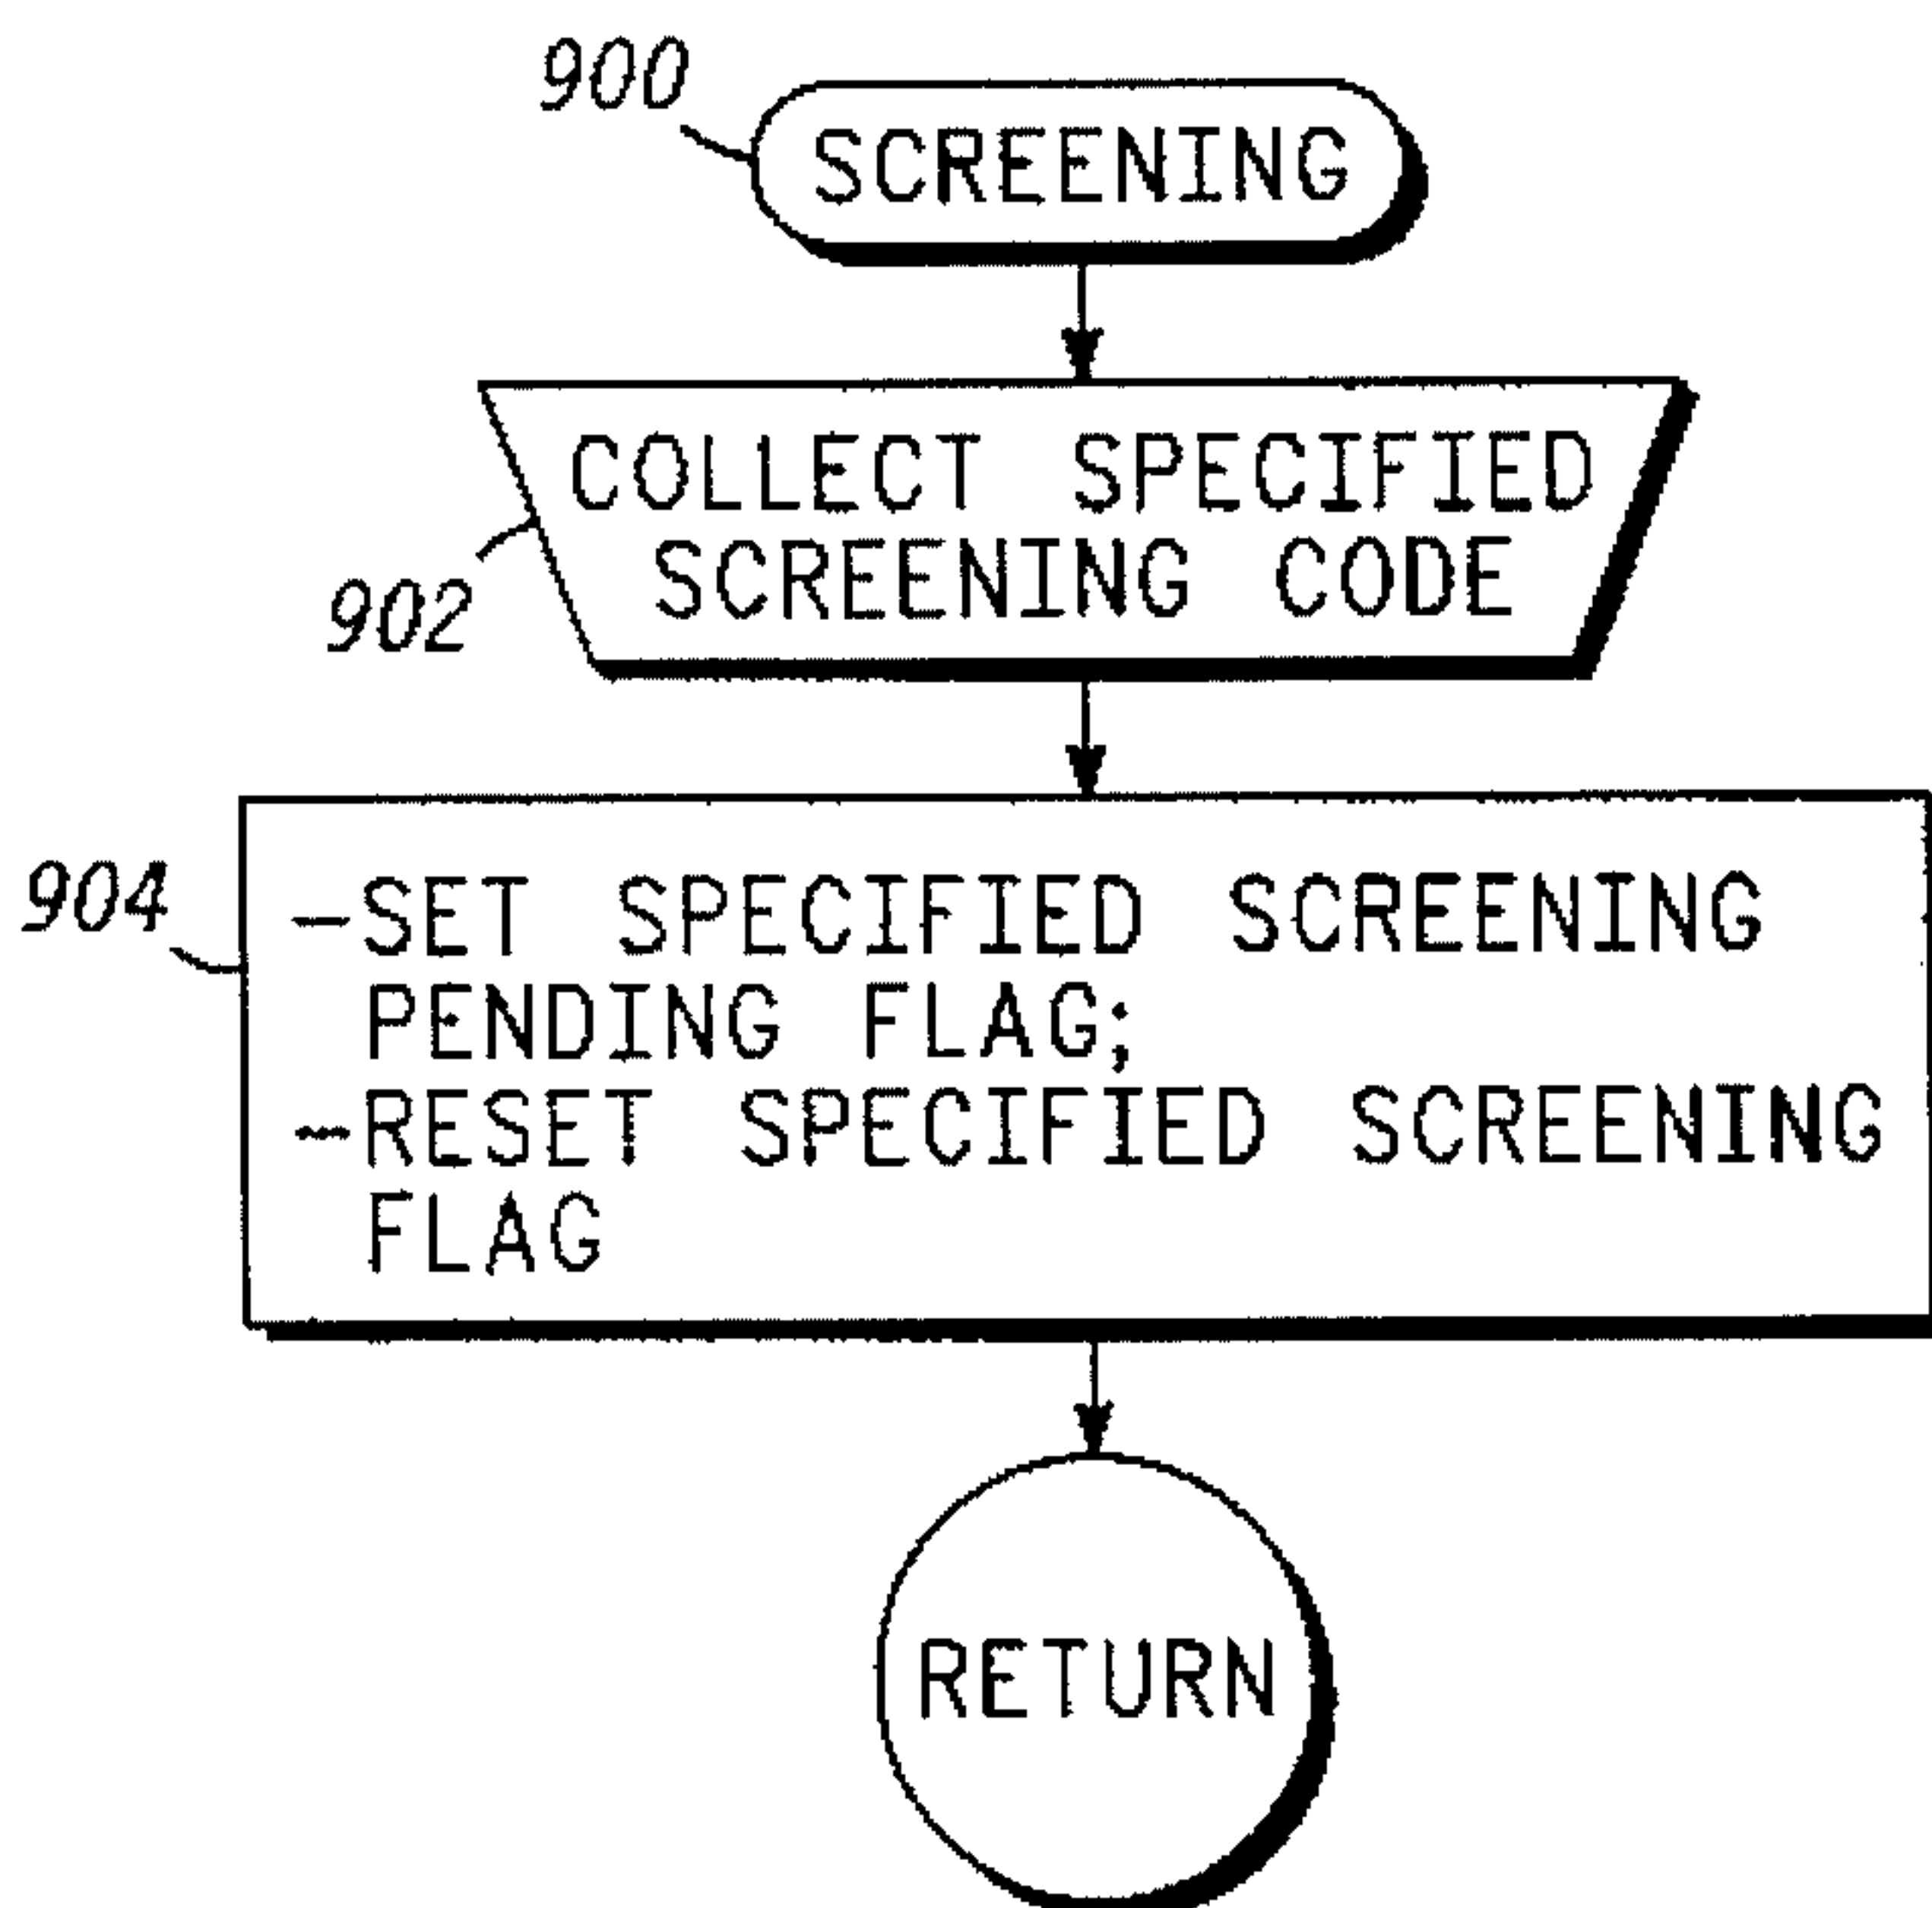 900
SCREENING
COLLECT SPECIFIED
SCREENING CODE
902
904
-SET SPECIFIED SCREENING
PENDING FLAG;
-RESET SPECIFIED SCREENING
FLAG
RETURN